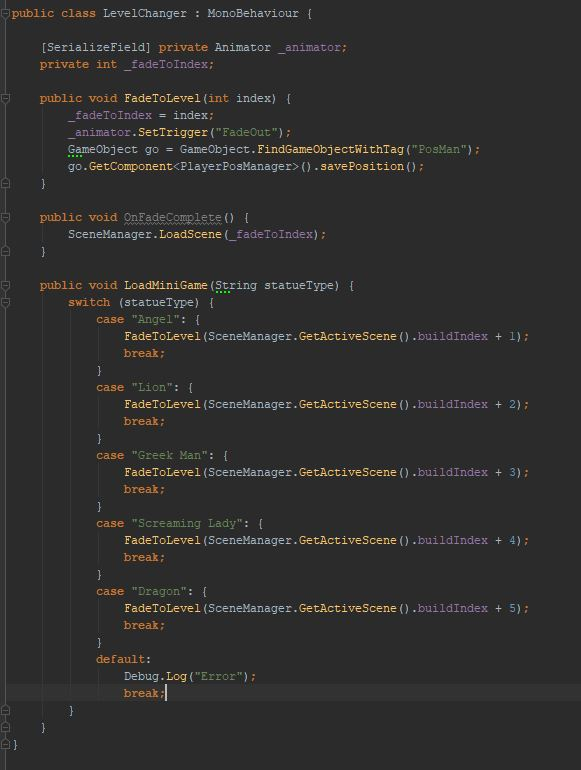 public class LevelChanger : MonoBehaviour {
[SerializeField] private Animator _animator;
private int _fadeToIndex;
public void FadeToLevel(int index) {
_fadeToIndex = index;
_animator.SetTrigger("FadeOut");
GameObject go = GameObject.FindGameObjectWithTag("PosMan");
go.GetComponent<PlayerPosManager>().savePosition();
}
public void OnFadeComplete() {
SceneManager.LoadScene(_fadeToIndex);
}
public void LoadMiniGame(String statueType) {
switch (statueType) {
case "Angel": {
FadeToLevel(SceneManager.GetActiveScene().buildIndex + 1);
break;
}
case "Lion": {
FadeToLevel(SceneManager.GetActiveScene().buildIndex + 2);
break;
}
case "Greek Man": {
FadeToLevel(SceneManager.GetActiveScene().buildIndex + 3);
break;
}
case "Screaming Lady": {
FadeToLevel(SceneManager.GetActiveScene().buildIndex + 4);
break;
}
case "Dragon": {
FadeToLevel(SceneManager.GetActiveScene().buildIndex + 5);
break;
}
default:
Debug.Log("Error");
break;
}
}
}